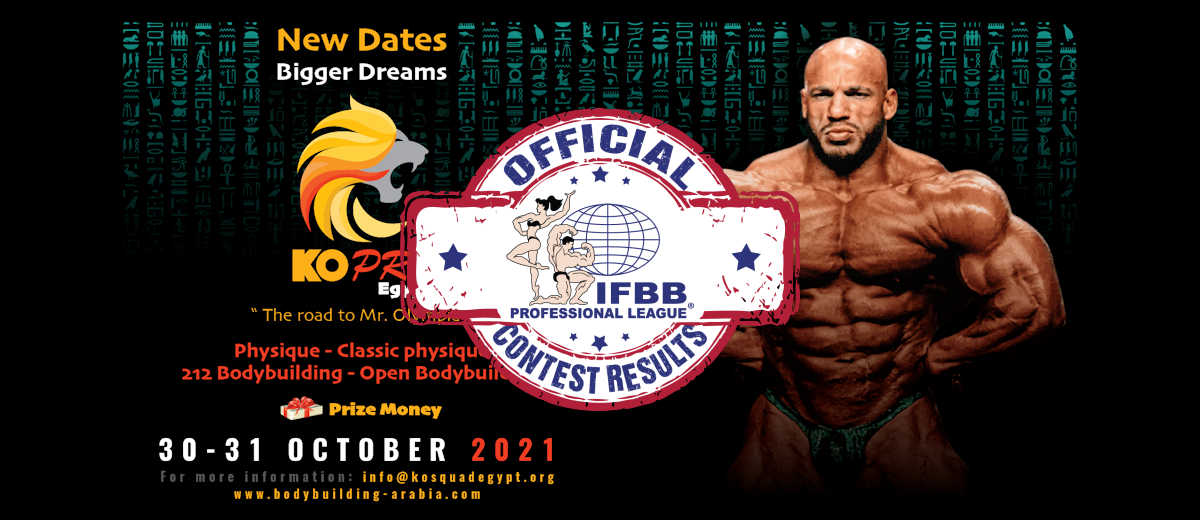 New Dates
Bigger Dreams
KO
" The road to Mr.
Physique - Classic
212 Bodybuilding - Open
Prize Money
30-31 OCTOBER 2021
For more information: info@kosquadegypt.org
www.bodybuilding-arabia.com
OFFICIAL
IFBB
PROFESSIONAL LEAGUE®
CONTEST RESULTS